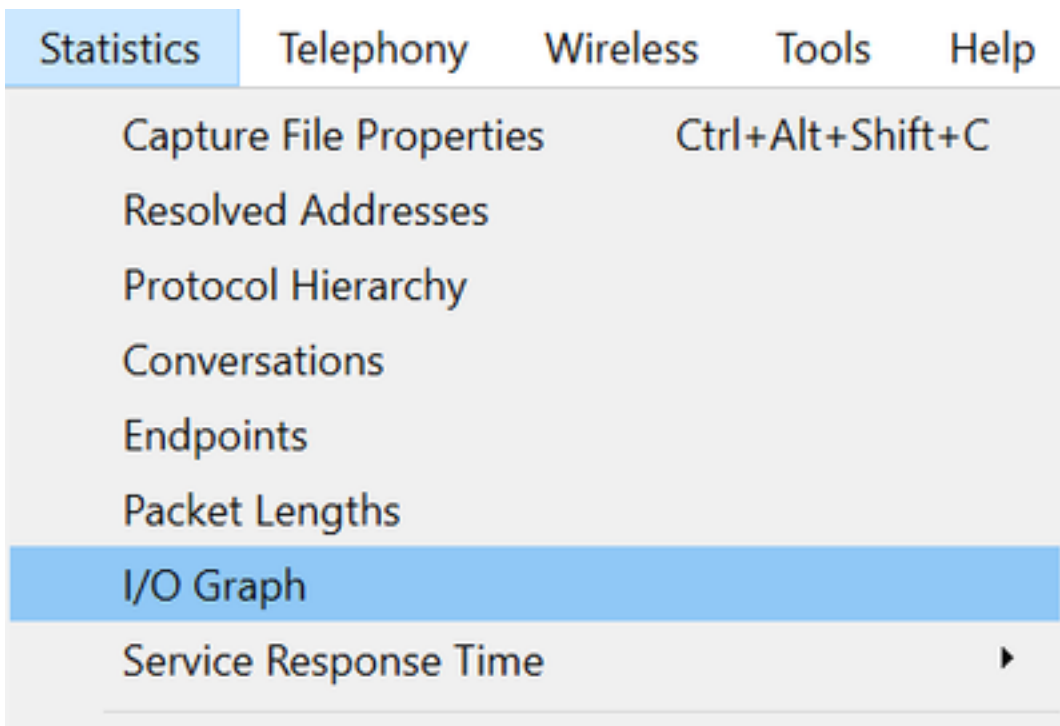 Statistics Telephony Wireless Tools Help
Capture File Properties Ctrl+Alt+Shift+C
Resolved Addresses
Protocol Hierarchy
Conversations
Endpoints
Packet Lengths
I/O Graph
Service Response Time